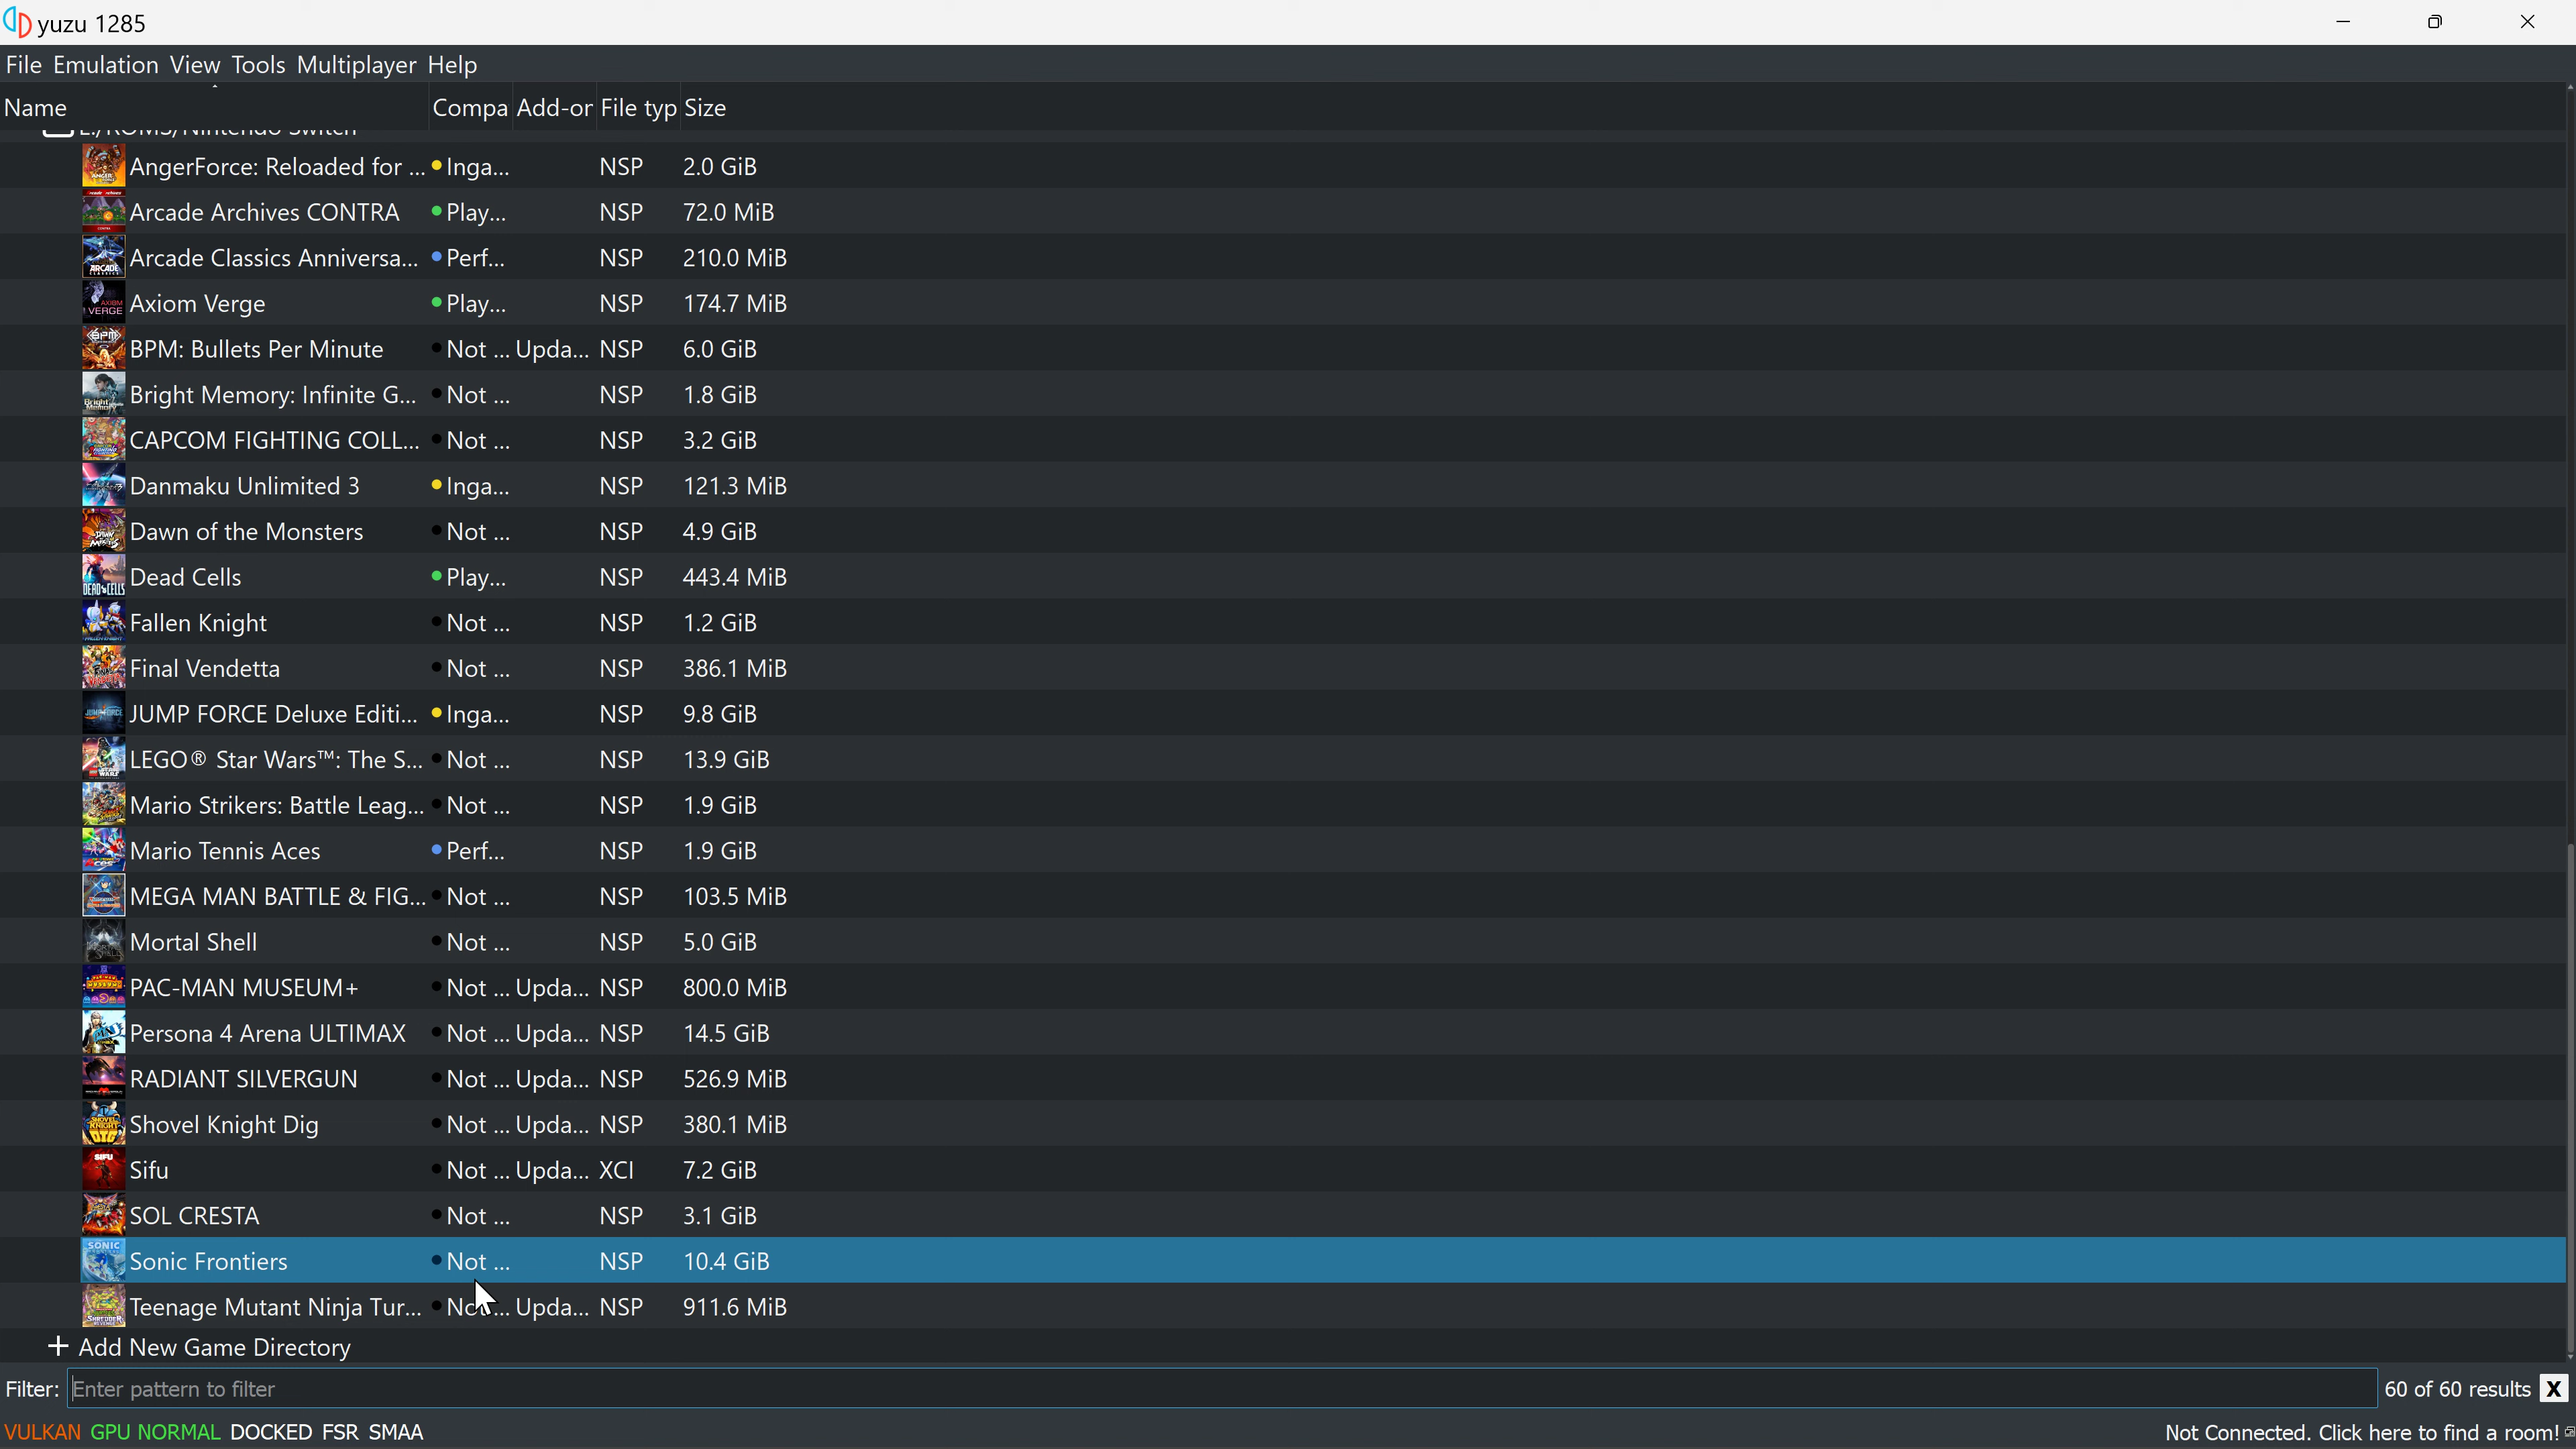 yuzu 1285
File Emulation View Tools Multiplayer Help
Name Compa Add-or File typ Size
E:/ROMS/Nintendo Switch
AngerForce: Reloaded for ... Inga... NSP 2.0 GiB
Arcade Archives CONTRA Play... NSP 72.0 MiB
Arcade Classics Anniversa... Perf... NSP 210.0 MiB
Axiom Verge Play... NSP 174.7 MiB
BPM: Bullets Per Minute Not ... Upda... NSP 6.0 GiB
Bright Memory: Infinite G... Not ... NSP 1.8 GiB
CAPCOM FIGHTING COLL... Not ... NSP 3.2 GiB
Danmaku Unlimited 3 Inga... NSP 121.3 MiB
Dawn of the Monsters Not ... NSP 4.9 GiB
Dead Cells Play... NSP 443.4 MiB
Fallen Knight Not ... NSP 1.2 GiB
Final Vendetta Not ... NSP 386.1 MiB
JUMP FORCE Deluxe Editi... Inga... NSP 9.8 GiB
LEGO® Star Wars™: The S... Not ... NSP 13.9 GiB
Mario Strikers: Battle Leag... Not ... NSP 1.9 GiB
Mario Tennis Aces Perf... NSP 1.9 GiB
MEGA MAN BATTLE & FIG... Not ... NSP 103.5 MiB
Mortal Shell Not ... NSP 5.0 GiB
PAC-MAN MUSEUM+ Not ... Upda... NSP 800.0 MiB
Persona 4 Arena ULTIMAX Not ... Upda... NSP 14.5 GiB
RADIANT SILVERGUN Not ... Upda... NSP 526.9 MiB
Shovel Knight Dig Not ... Upda... NSP 380.1 MiB
Sifu Not ... Upda... XCI 7.2 GiB
SOL CRESTA Not ... NSP 3.1 GiB
Sonic Frontiers Not ... NSP 10.4 GiB
Teenage Mutant Ninja Tur... Not ... Upda... NSP 911.6 MiB
+ Add New Game Directory
Filter: Enter pattern to filter 60 of 60 results X
VULKAN GPU NORMAL DOCKED FSR SMAA Not Connected. Click here to find a room!